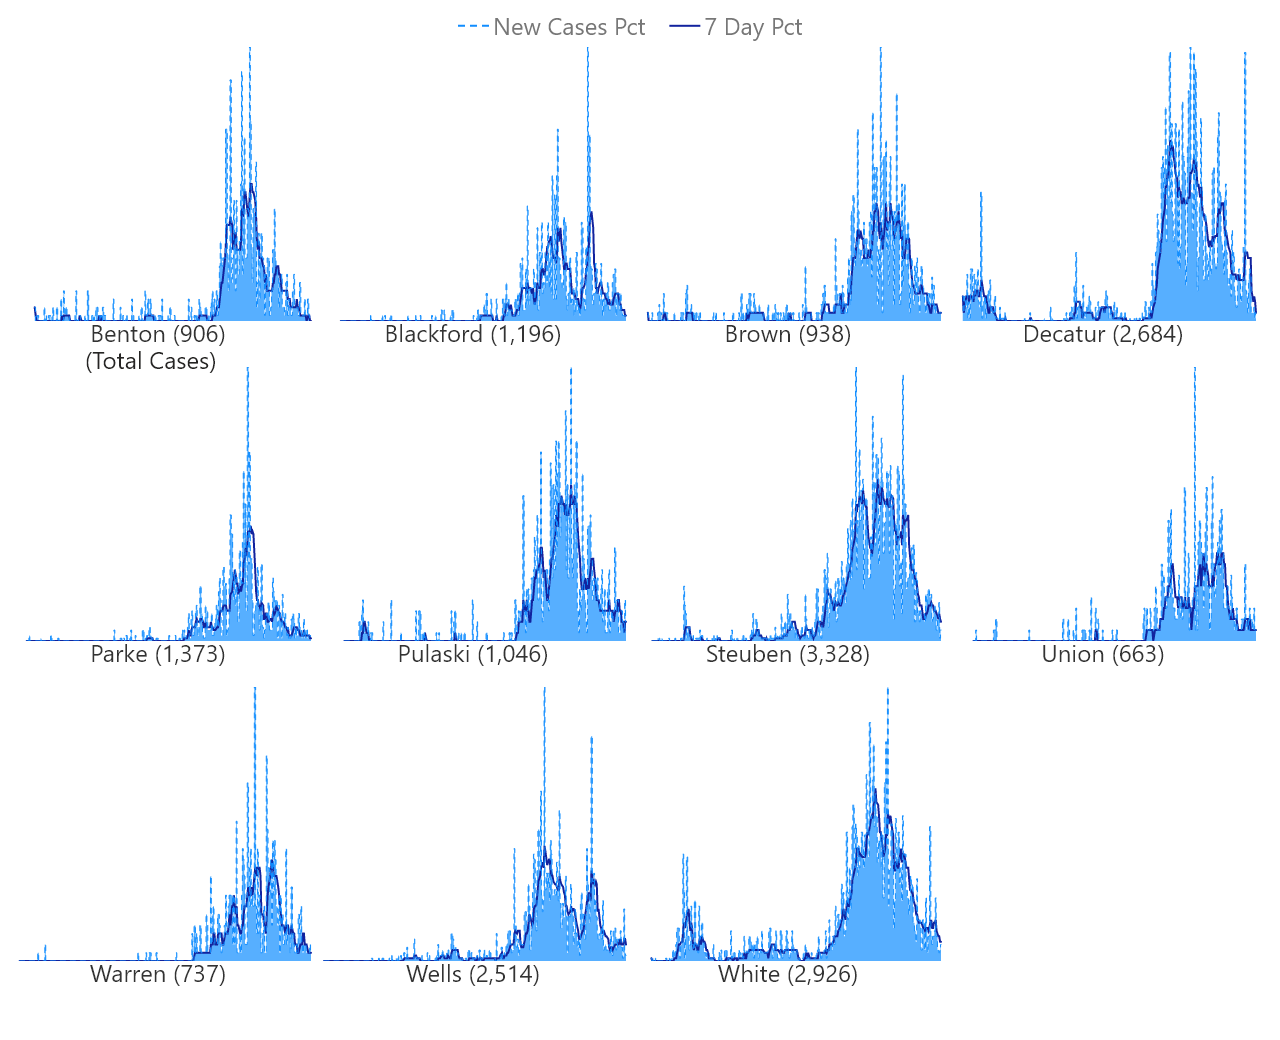 New Cases Pct 7 Day Pct
Benton (906) Blackford (1,196) Brown (938) Decatur (2,684)
(Total Cases)
Parke (1,373) Pulaski (1,046) Steuben (3,328) Union (663)
Warren (737) Wells (2,514) White (2,926)